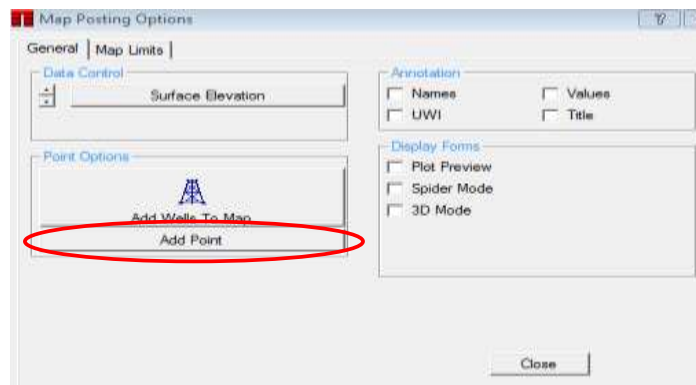 Map Posting Options
General Map Limits
Data Control
Surface Elevation
Point Options
Add Wells To Map
Add Point
Annotation
Names Values
UWI Title
Display Forms
Plot Preview
Spider Mode
3D Mode
Close